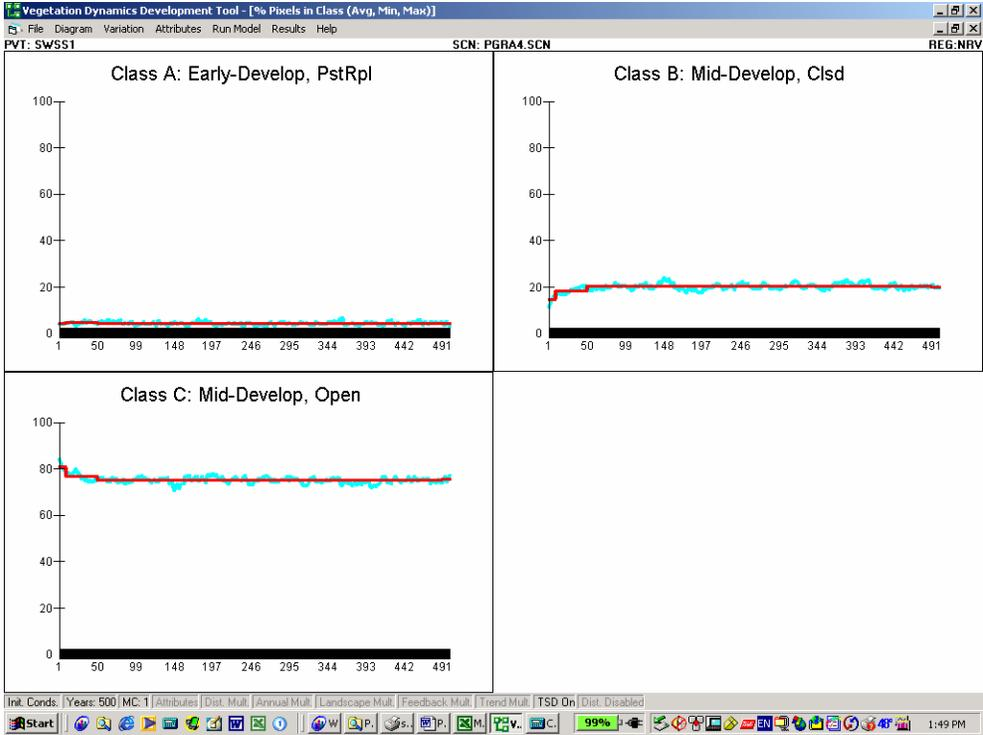 Vegetation Dynamics Development Tool - [% Pixels in Class (Avg, Min, Max)]
File Diagram Variation Attributes Run Model Results Help
PVT: SWSS1 SCN: PGRA4.SCN REG:NRV
Class A: Early-Develop, PstRpl
100
80
60
40
20
0
1 50 99 148 197 246 295 344 393 442 491
Class B: Mid-Develop, Clsd
100
80
60
40
20
0
1 50 99 148 197 246 295 344 393 442 491
Class C: Mid-Develop, Open
100
80
60
40
20
0
1 50 99 148 197 246 295 344 393 442 491
Init. Conds. Years: 500 MC: 1 Attributes Dist. Mult. Annual Mult. Landscape Mult. Feedback Mult. Trend Mult. TSD On Dist. Disabled
Start W P. s.. P. M. v.. C. 99% EN 48° 1:49 PM